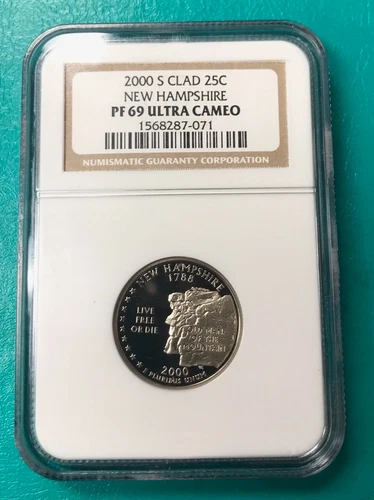 2000 S CLAD 25C
NEW HAMPSHIRE
PF 69 ULTRA CAMEO
1568287-071
NUMISMATIC GUARANTY CORPORATION
NEW HAMPSHIRE
1788
LIVE
FREE
OR DIE
OLD MAN
OF THE
MOUNTAIN
2000
E PLURIBUS UNUM